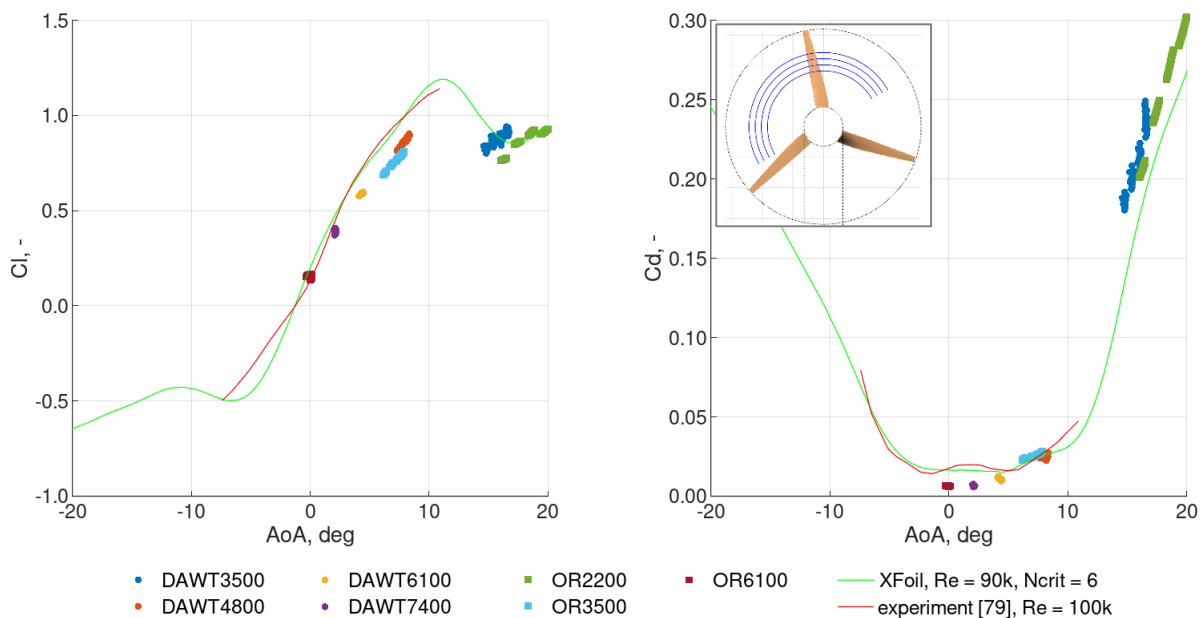 1.5
1.0
0.5
0.0
-0.5
-1.0
Cl, -
-20
-10
0
10
20
AoA, deg
0.30
0.25
0.20
0.15
0.10
0.05
0.00
Cd, -
-20
-10
0
10
20
AoA, deg
DAWT3500
DAWT6100
OR2200
OR6100
XFoil, Re = 90k, Ncrit = 6
DAWT4800
DAWT7400
OR3500
experiment [79], Re = 100k